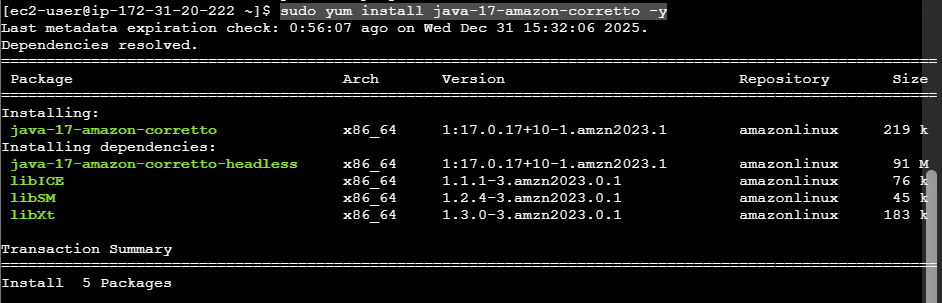 [ec2-user@ip-172-31-20-222 ~]$ sudo yum install java-17-amazon-corretto -y
Last metadata expiration check: 0:56:07 ago on Wed Dec 31 15:32:06 2025.
Dependencies resolved.
================================================================================
Package Arch Version Repository Size
================================================================================
Installing:
java-17-amazon-corretto x86_64 1:17.0.17+10-1.amzn2023.1 amazonlinux 219 k
Installing dependencies:
java-17-amazon-corretto-headless x86_64 1:17.0.17+10-1.amzn2023.1 amazonlinux 91 M
libICE x86_64 1.1.1-3.amzn2023.0.1 amazonlinux 76 k
libSM x86_64 1.2.4-3.amzn2023.0.1 amazonlinux 45 k
libXt x86_64 1.3.0-3.amzn2023.0.1 amazonlinux 183 k
Transaction Summary
================================================================================
Install 5 Packages